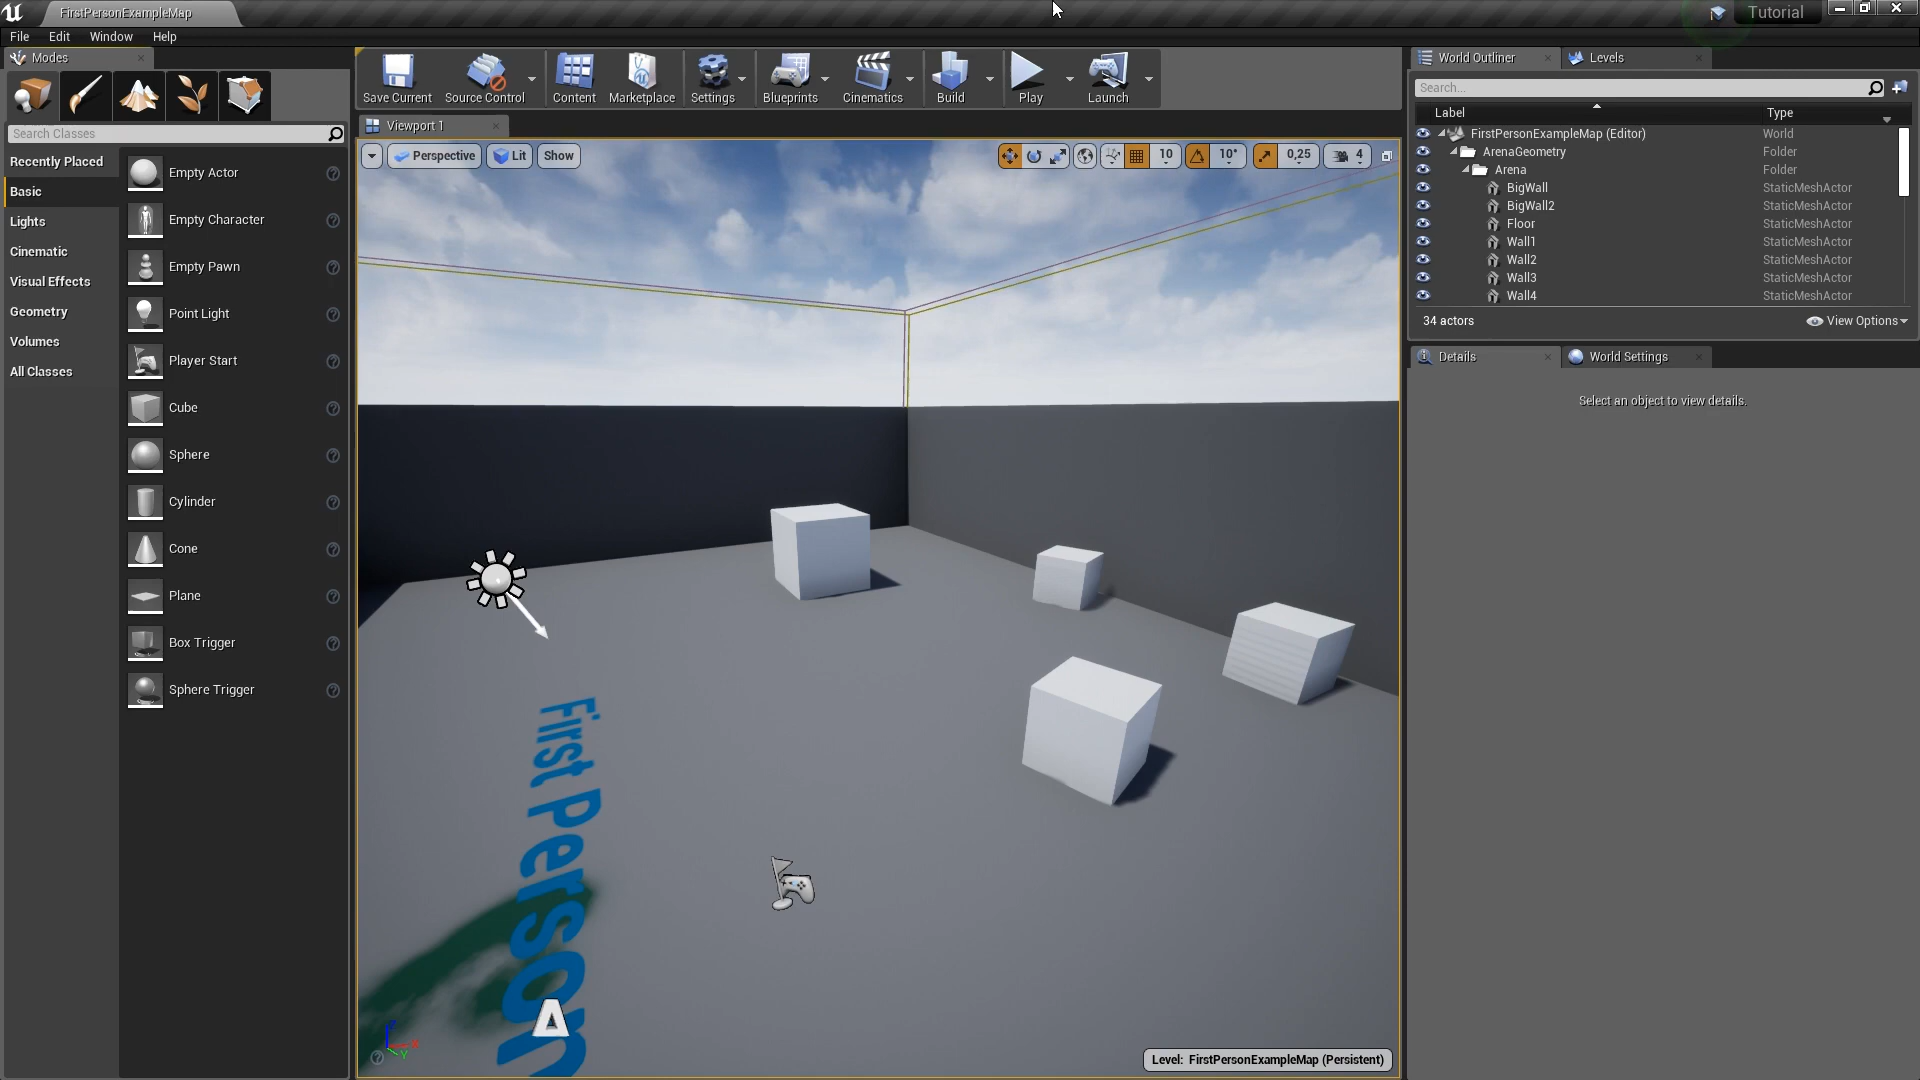 FirstPersonExampleMap
Tutorial
File Edit Window Help
Modes
Save Current
Source Control
Content
Marketplace
Settings
Blueprints
Cinematics
Build
Play
Launch
Search Classes
Recently Placed
Basic
Lights
Cinematic
Visual Effects
Geometry
Volumes
All Classes
Empty Actor
Empty Character
Empty Pawn
Point Light
Player Start
Cube
Sphere
Cylinder
Cone
Plane
Box Trigger
Sphere Trigger
Viewport 1
Perspective Lit Show
10 10° 0,25 4
First Person
Z
X
Y
Level: FirstPersonExampleMap (Persistent)
World Outliner Levels
Search...
Label Type
FirstPersonExampleMap (Editor) World
ArenaGeometry Folder
Arena Folder
BigWall StaticMeshActor
BigWall2 StaticMeshActor
Floor StaticMeshActor
Wall1 StaticMeshActor
Wall2 StaticMeshActor
Wall3 StaticMeshActor
Wall4 StaticMeshActor
34 actors View Options
Details World Settings
Select an object to view details.